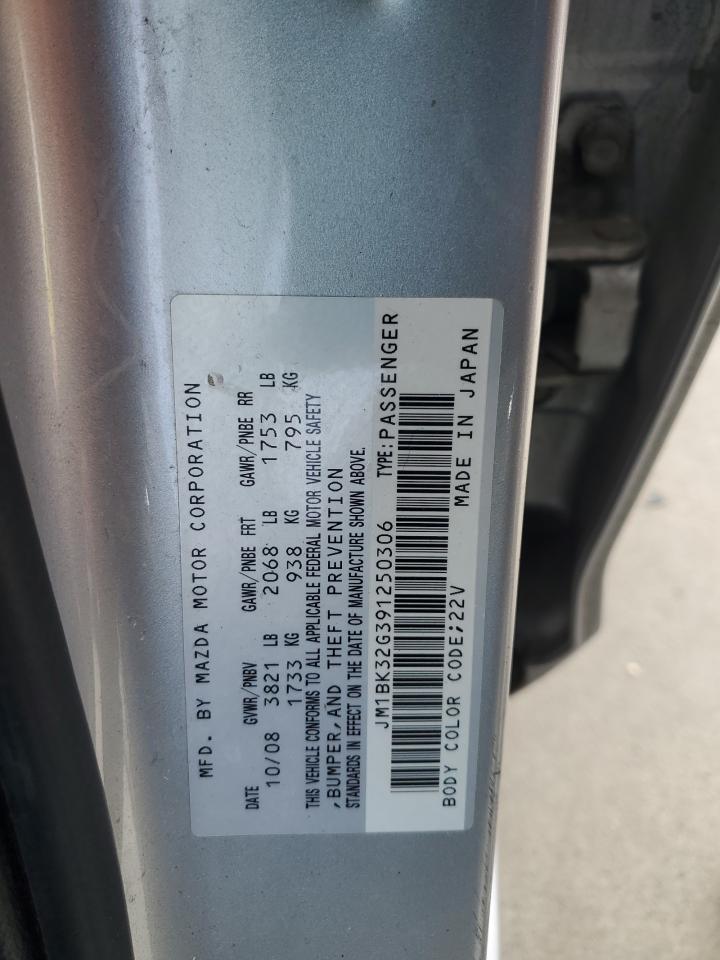 MFD. BY MAZDA MOTOR CORPORATION
DATE GVWR/PNBV GAWR/PNBE FRT GAWR/PNBE RR
10/08 3821 LB 2068 LB 1753 LB
1733 KG 938 KG 795 KG
THIS VEHICLE CONFORMS TO ALL APPLICABLE FEDERAL MOTOR VEHICLE SAFETY
,BUMPER,AND THEFT PREVENTION
STANDARDS IN EFFECT ON THE DATE OF MANUFACTURE SHOWN ABOVE.
JM1BK32G391250306 TYPE:PASSENGER
BODY COLOR CODE;22V MADE IN JAPAN